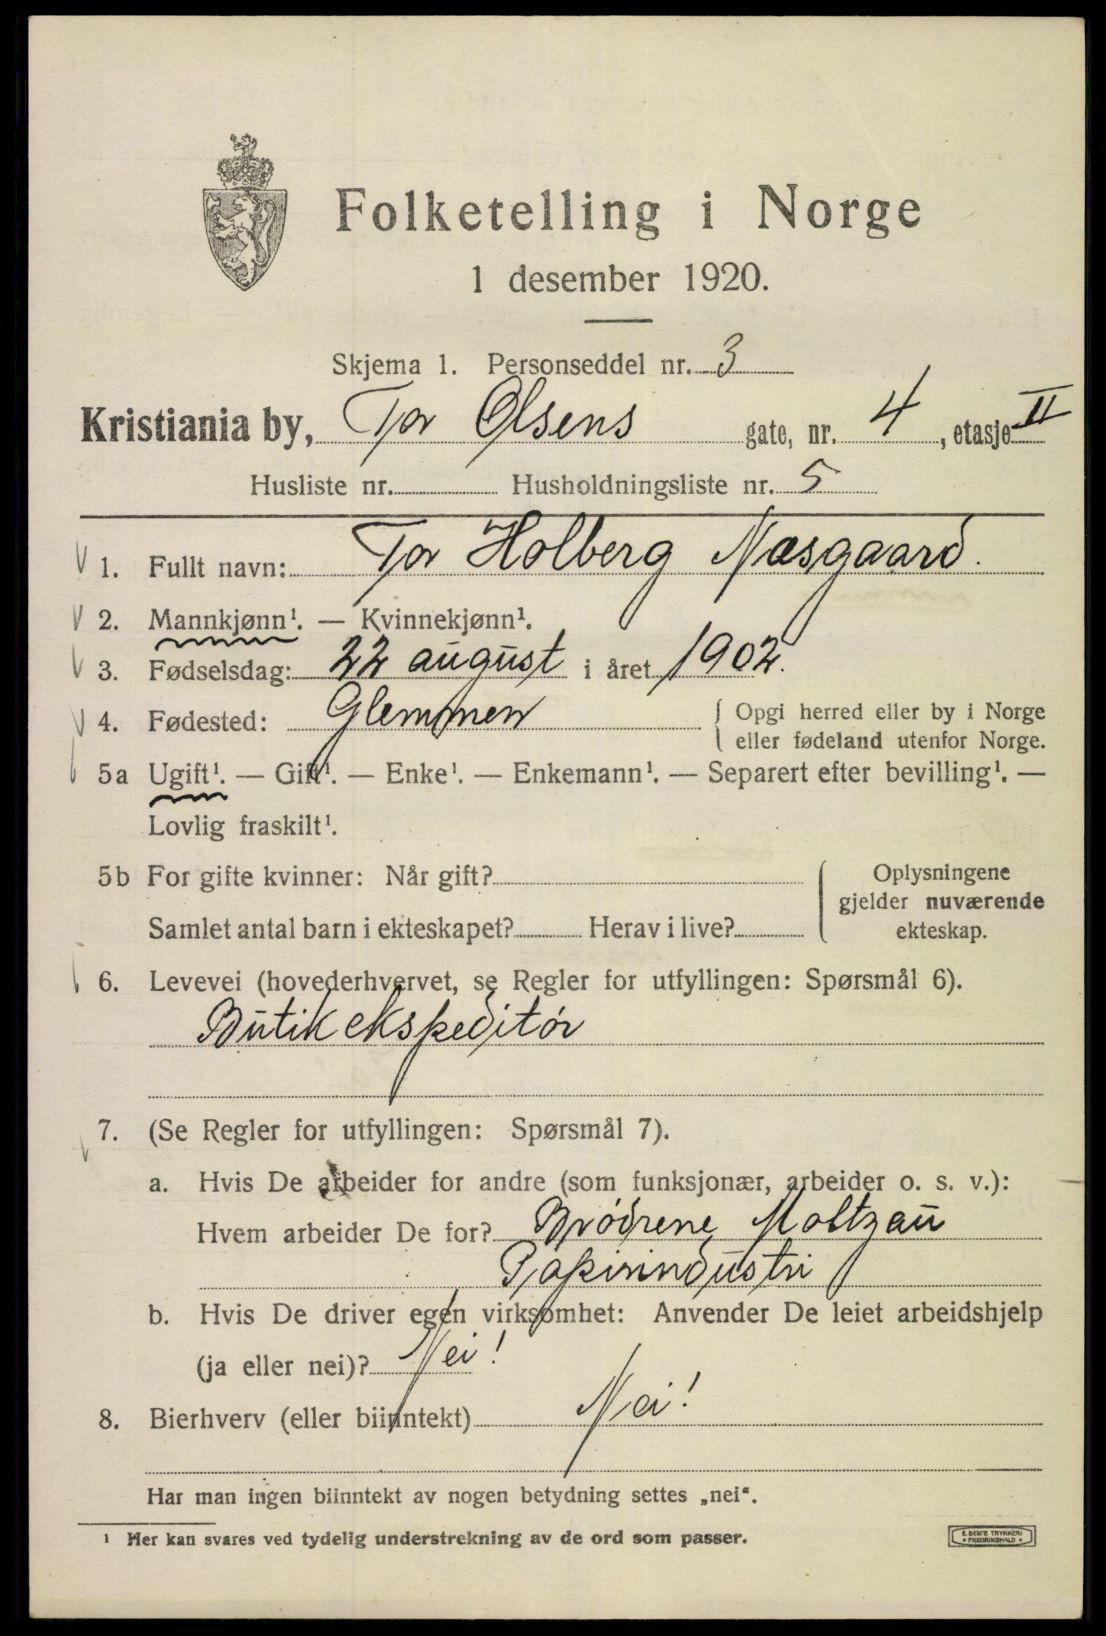 Folketelling i Norge
1 desember 1920.
Skjema 1. Personseddel nr. 3
Kristiania by, Tor Olsens gate, nr. 4, etasje II
Husliste nr. Husholdningsliste nr. 5
1. Fullt navn: Tor Holberg Næsgaard.
2. Mannkjønn¹. — Kvinnekjønn¹.
3. Fødselsdag: 22 august i året 1902.
4. Fødested: Glemmen { Opgi herred eller by i Norge
eller fødeland utenfor Norge.
5a Ugift¹. — Gift¹. — Enke¹. — Enkemann¹. — Separert efter bevilling¹. —
Lovlig fraskilt¹.
5b For gifte kvinner: Når gift? { Oplysningene
gjelder nuværende
Samlet antal barn i ekteskapet? Herav i live? ekteskap.
6. Levevei (hovederhvervet, se Regler for utfyllingen: Spørsmål 6).
Butikekspeditör
7. (Se Regler for utfyllingen: Spørsmål 7).
a. Hvis De arbeider for andre (som funksjonær, arbeider o. s. v.):
Hvem arbeider De for? Brödrene Moltzau
Papirindustri
b. Hvis De driver egen virksomhet: Anvender De leiet arbeidshjelp
(ja eller nei)? Nei!
8. Bierhverv (eller biinntekt) Nei!
Har man ingen biinntekt av nogen betydning settes „nei“.
¹ Her kan svares ved tydelig understrekning av de ord som passer.
E. SEM'S TRYKKERI
FREDRIKSHALD